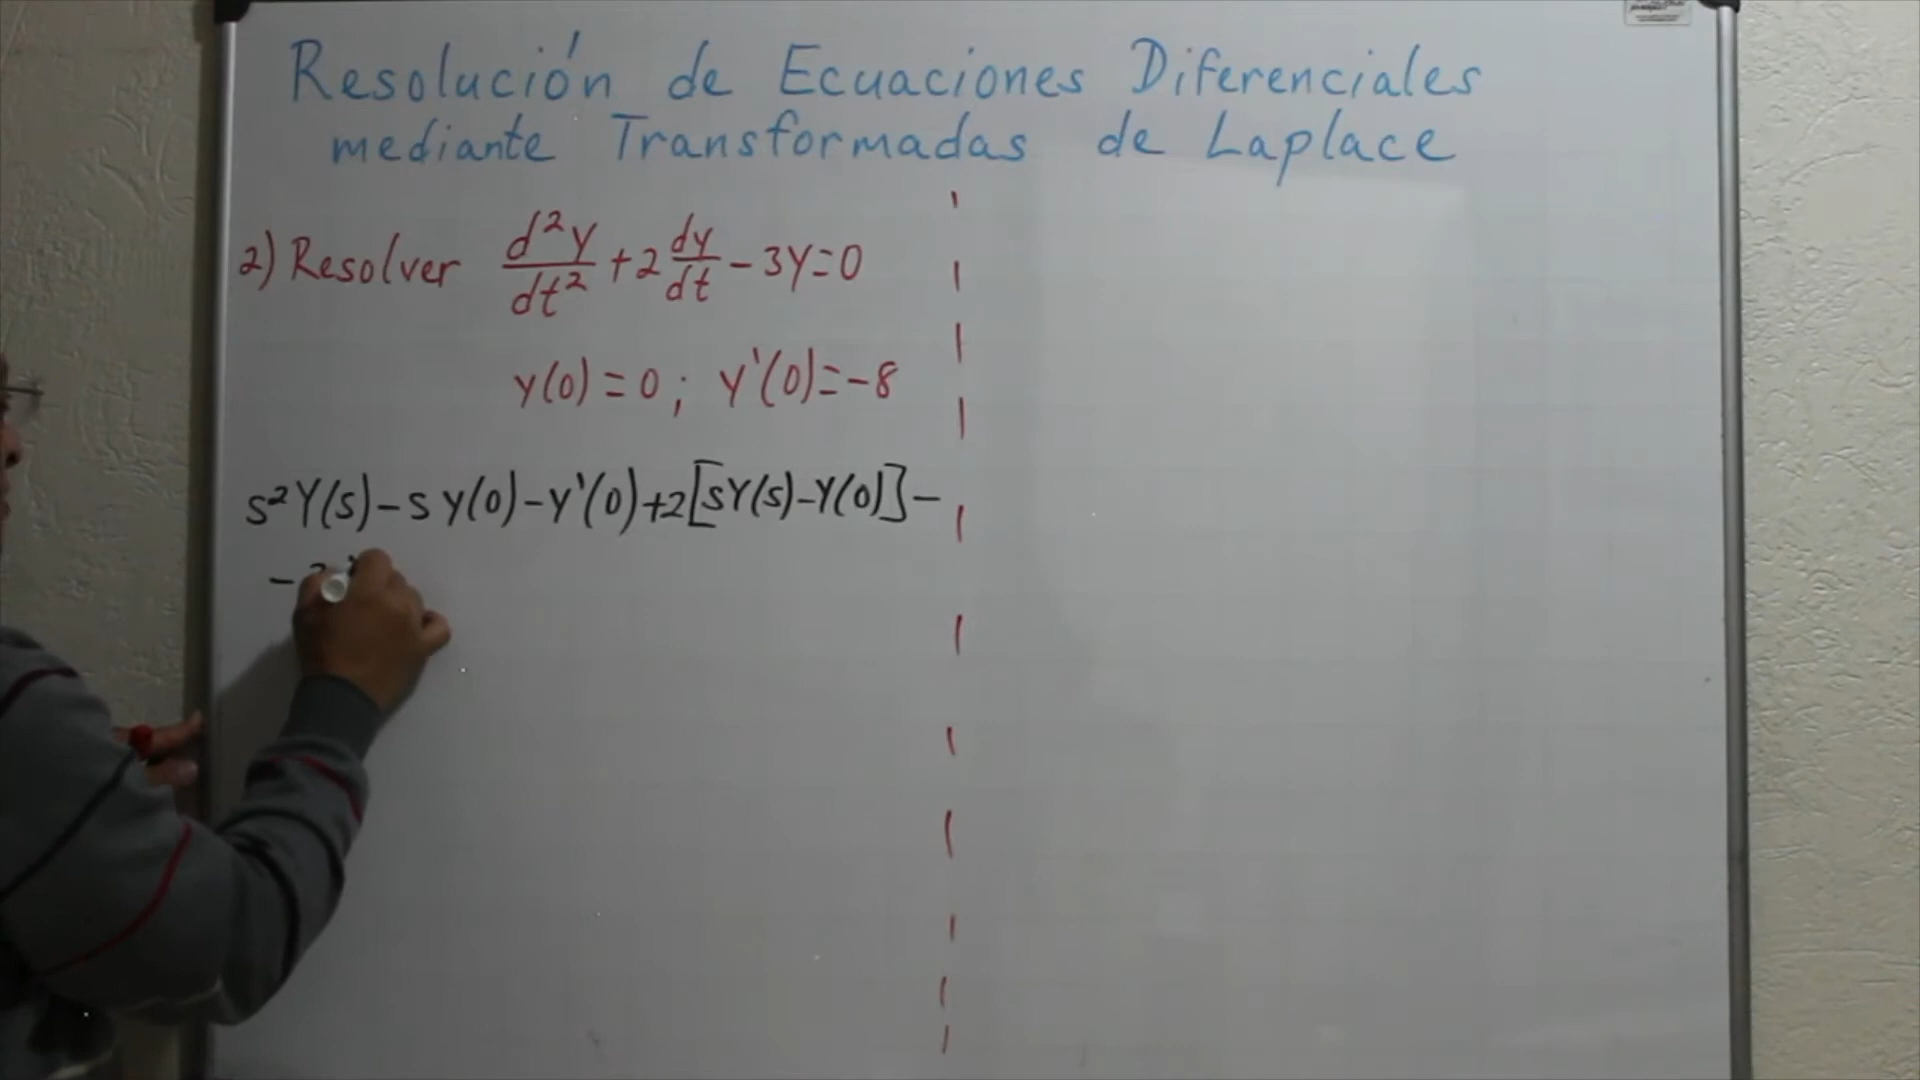 Resolución de Ecuaciones Diferenciales
mediante Transformadas de Laplace
2) Resolver d²y/dt² + 2 dy/dt - 3y = 0
y(0) = 0 ; y'(0) = -8
s²Y(s) - s y(0) - y'(0) + 2[sY(s) - y(0)] -
- 3